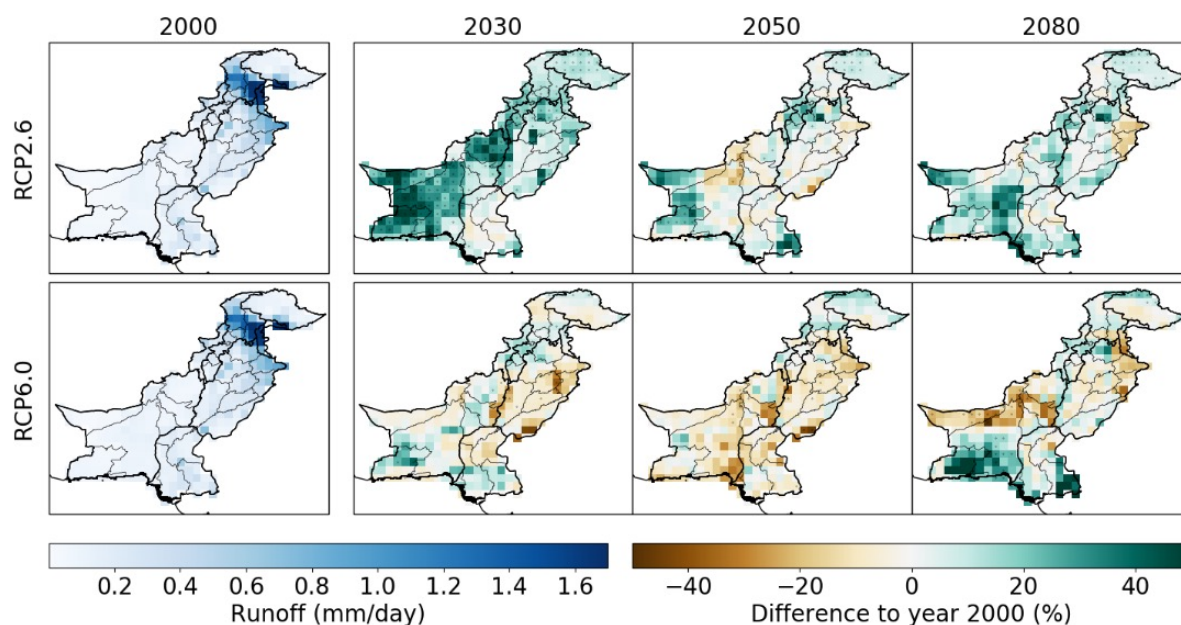 2000 2030 2050 2080
RCP2.6
RCP6.0
0.2 0.4 0.6 0.8 1.0 1.2 1.4 1.6
Runoff (mm/day)
−40 −20 0 20 40
Difference to year 2000 (%)